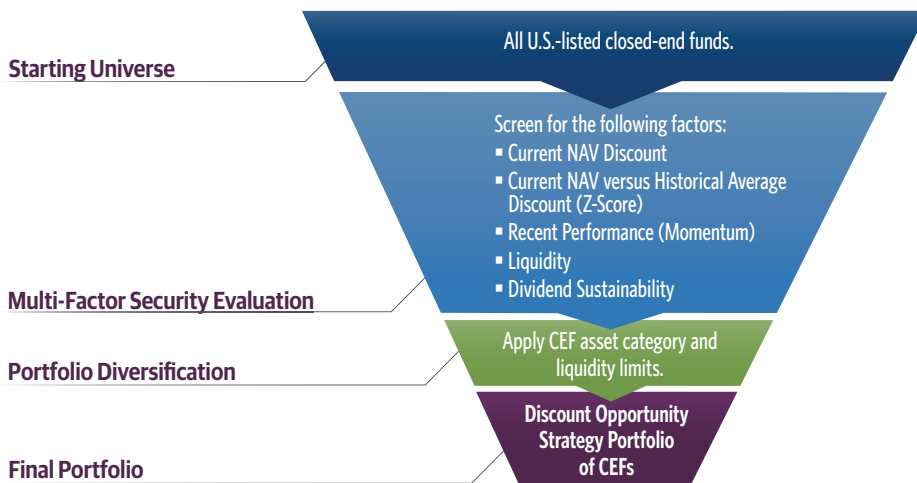 All U.S.-listed closed-end funds.
Starting Universe
Screen for the following factors:
▪ Current NAV Discount
▪ Current NAV versus Historical Average
Discount (Z-Score)
▪ Recent Performance (Momentum)
▪ Liquidity
▪ Dividend Sustainability
Multi-Factor Security Evaluation
Apply CEF asset category and
liquidity limits.
Portfolio Diversification
Discount Opportunity
Strategy Portfolio
of CEFs
Final Portfolio